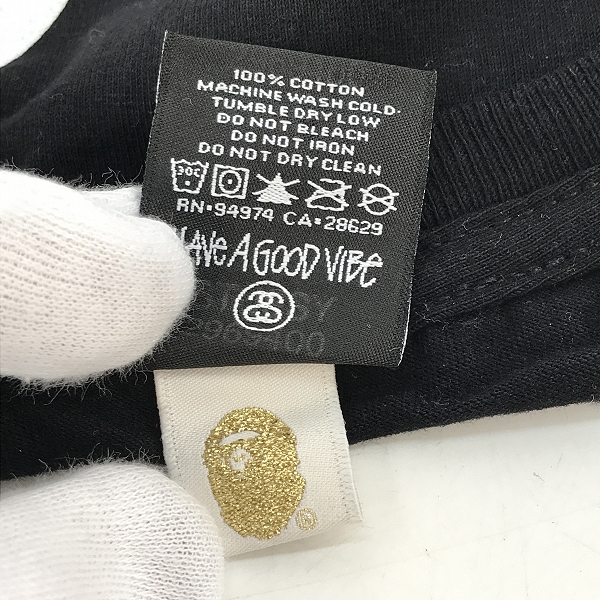 100% COTTON
MACHINE WASH COLD-
TUMBLE DRY LOW
DO NOT BLEACH
DO NOT IRON
DO NOT DRY CLEAN
30C
RN•94974 CA•28629
HAVE A GOOD VIBE
®